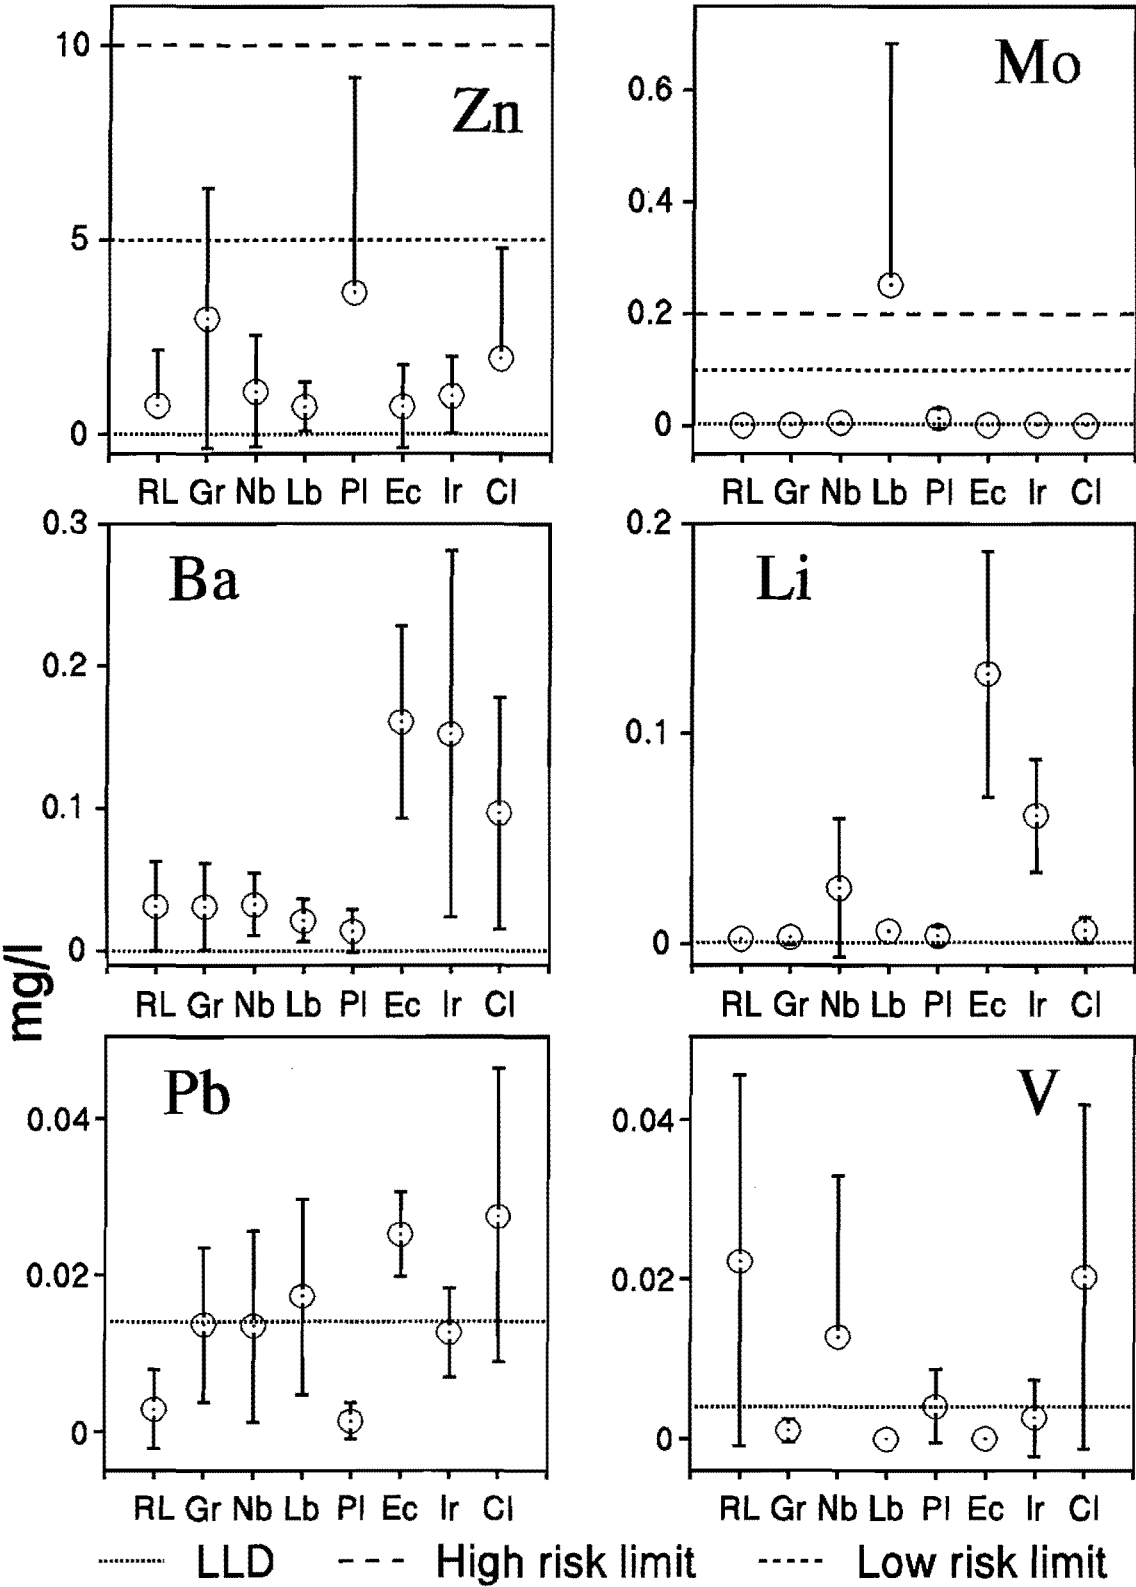 10
Zn
5
0
RL Gr Nb Lb Pl Ec Ir Cl
Mo
0.6
0.4
0.2
0
RL Gr Nb Lb Pl Ec Ir Cl
0.3
Ba
0.2
0.1
0
RL Gr Nb Lb Pl Ec Ir Cl
0.2
Li
0.1
0
RL Gr Nb Lb Pl Ec Ir Cl
mg/l
Pb
0.04
0.02
0
RL Gr Nb Lb Pl Ec Ir Cl
V
0.04
0.02
0
RL Gr Nb Lb Pl Ec Ir Cl
LLD High risk limit Low risk limit